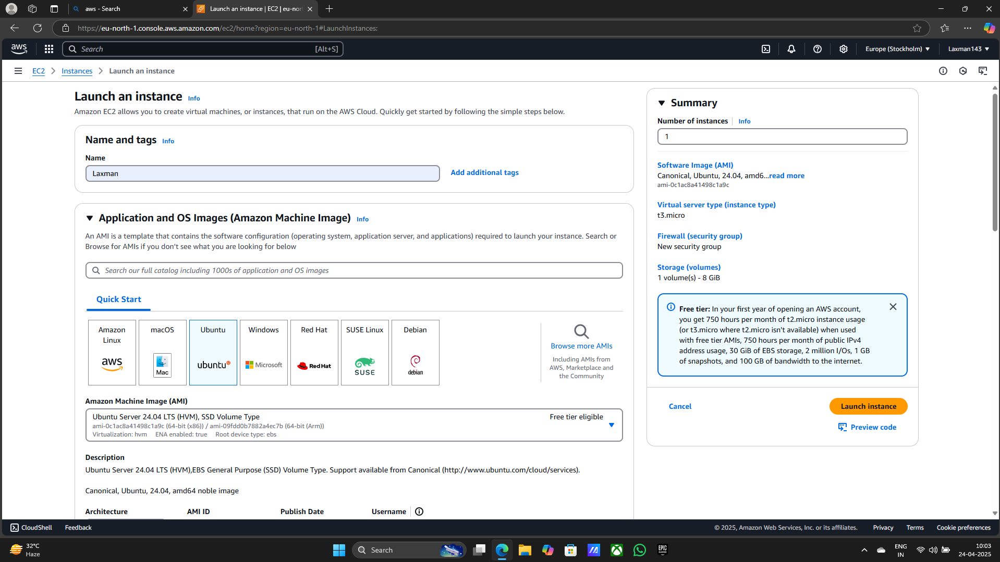 aws - Search
Launch an instance | EC2 | eu-nor
https://eu-north-1.console.aws.amazon.com/ec2/home?region=eu-north-1#LaunchInstances:
aws
Search
[Alt+S]
Europe (Stockholm)
Laxman143
EC2
Instances
Launch an instance
Launch an instance Info
Amazon EC2 allows you to create virtual machines, or instances, that run on the AWS Cloud. Quickly get started by following the simple steps below.
Name and tags Info
Name
Laxman
Add additional tags
Application and OS Images (Amazon Machine Image) Info
An AMI is a template that contains the software configuration (operating system, application server, and applications) required to launch your instance. Search or
Browse for AMIs if you don’t see what you are looking for below
Search our full catalog including 1000s of application and OS images
Quick Start
Amazon
Linux
aws
macOS
Mac
Ubuntu
ubuntu
Windows
Microsoft
Red Hat
Red Hat
SUSE Linux
SUSE
Debian
debian
Browse more AMIs
Including AMIs from
AWS, Marketplace and
the Community
Amazon Machine Image (AMI)
Ubuntu Server 24.04 LTS (HVM), SSD Volume Type
Free tier eligible
ami-0c1ac8a41498c1a9c (64-bit (x86)) / ami-09fdd0b7882a4ec7b (64-bit (Arm))
Virtualization: hvm ENA enabled: true Root device type: ebs
Description
Ubuntu Server 24.04 LTS (HVM),EBS General Purpose (SSD) Volume Type. Support available from Canonical (http://www.ubuntu.com/cloud/services).
Canonical, Ubuntu, 24.04, amd64 noble image
Architecture AMI ID Publish Date Username
Summary
Number of instances Info
1
Software Image (AMI)
Canonical, Ubuntu, 24.04, amd6...read more
ami-0c1ac8a41498c1a9c
Virtual server type (instance type)
t3.micro
Firewall (security group)
New security group
Storage (volumes)
1 volume(s) - 8 GiB
Free tier: In your first year of opening an AWS account,
you get 750 hours per month of t2.micro instance usage
(or t3.micro where t2.micro isn't available) when used
with free tier AMIs, 750 hours per month of public IPv4
address usage, 30 GiB of EBS storage, 2 million I/Os, 1 GB
of snapshots, and 100 GB of bandwidth to the internet.
Cancel
Launch instance
Preview code
CloudShell
Feedback
© 2025, Amazon Web Services, Inc. or its affiliates.
Privacy
Terms
Cookie preferences
32°C
Haze
Search
EPIC
GAMES
ENG
IN
10:03
24-04-2025